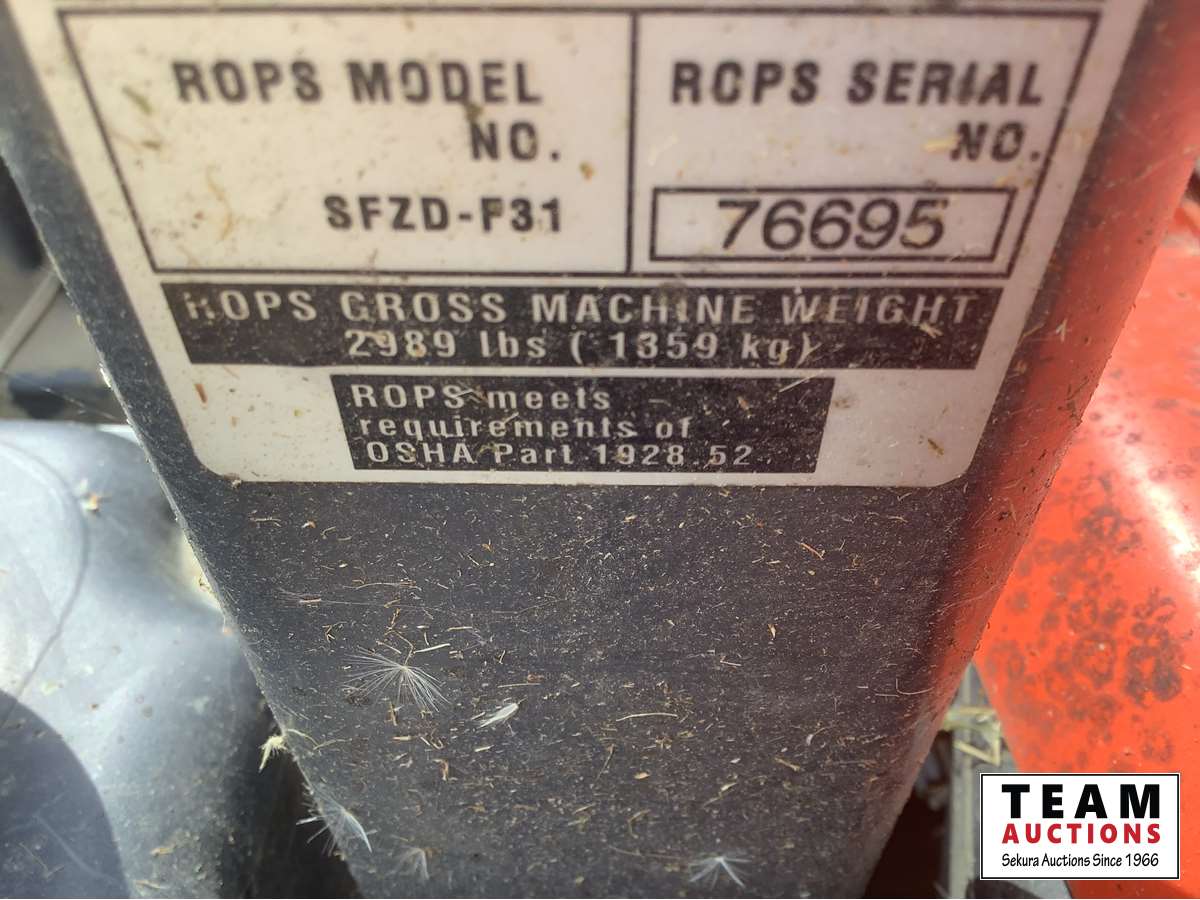 ROPS MODEL NO.
SFZD-F31
ROPS SERIAL NO.
76695
ROPS GROSS MACHINE WEIGHT
2989 lbs ( 1359 kg)
ROPS meets
requirements of
OSHA Part 1928.52
TEAM
AUCTIONS
Sekura Auctions Since 1966